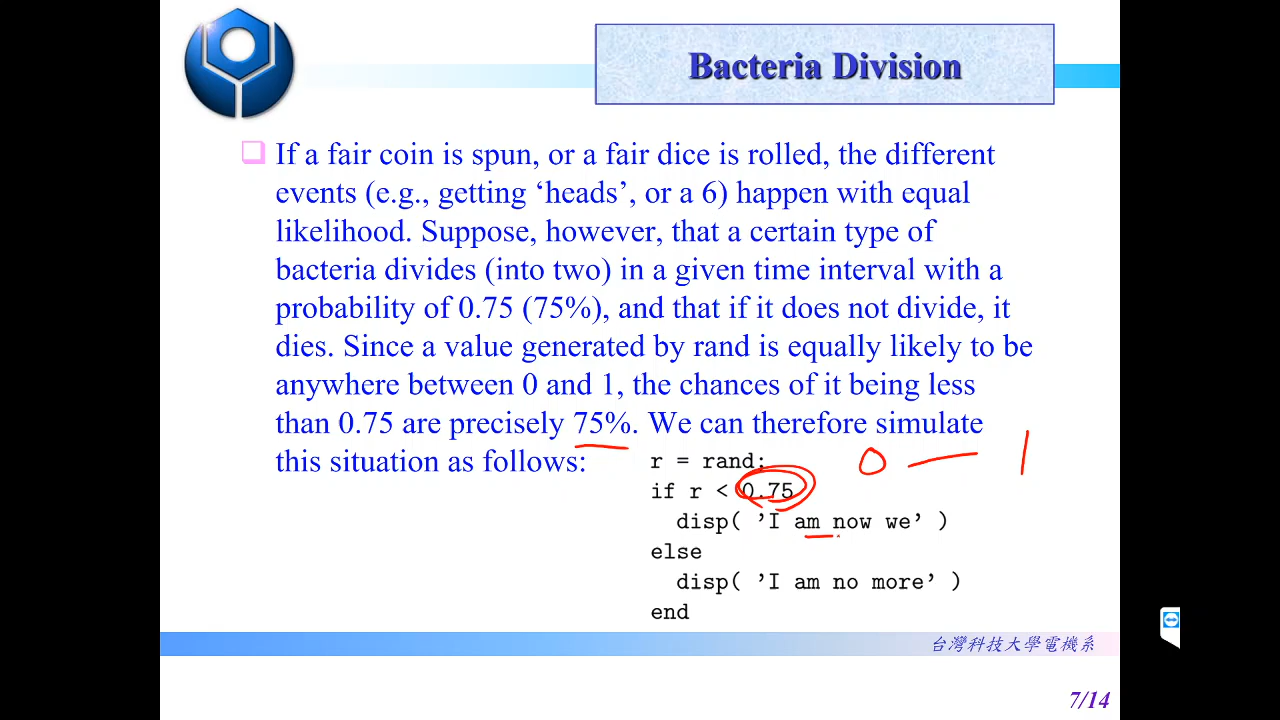 Bacteria Division
If a fair coin is spun, or a fair dice is rolled, the different
events (e.g., getting ‘heads’, or a 6) happen with equal
likelihood. Suppose, however, that a certain type of
bacteria divides (into two) in a given time interval with a
probability of 0.75 (75%), and that if it does not divide, it
dies. Since a value generated by rand is equally likely to be
anywhere between 0 and 1, the chances of it being less
than 0.75 are precisely 75%. We can therefore simulate
this situation as follows:
r = rand;
0 — 1
if r < 0.75
disp( ’I am now we’ )
else
disp( ’I am no more’ )
end
台灣科技大學電機系
7/14